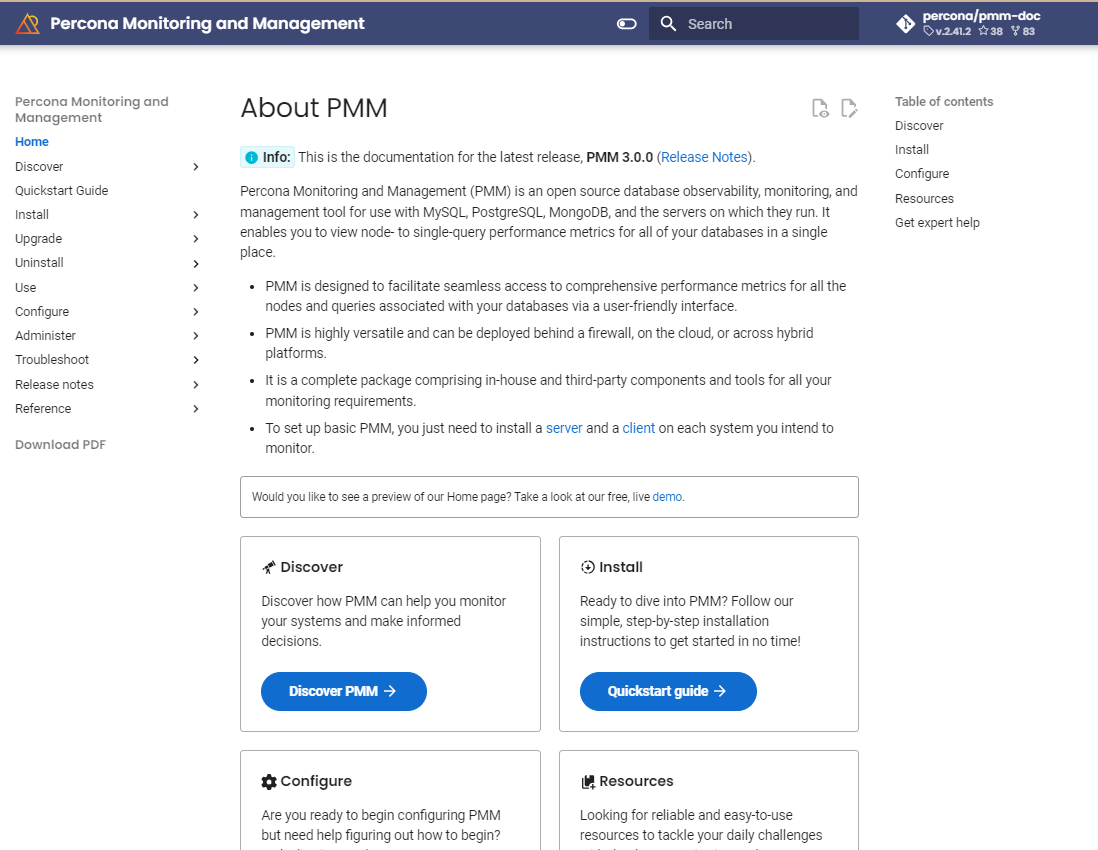 Percona Monitoring and Management
Search
percona/pmm-doc
v.2.41.2 38 83
Percona Monitoring and
Management
Home
Discover
Quickstart Guide
Install
Upgrade
Uninstall
Use
Configure
Administer
Troubleshoot
Release notes
Reference
Download PDF
About PMM
Info: This is the documentation for the latest release, PMM 3.0.0 (Release Notes).
Percona Monitoring and Management (PMM) is an open source database observability, monitoring, and
management tool for use with MySQL, PostgreSQL, MongoDB, and the servers on which they run. It
enables you to view node- to single-query performance metrics for all of your databases in a single
place.
• PMM is designed to facilitate seamless access to comprehensive performance metrics for all the
nodes and queries associated with your databases via a user-friendly interface.
• PMM is highly versatile and can be deployed behind a firewall, on the cloud, or across hybrid
platforms.
• It is a complete package comprising in-house and third-party components and tools for all your
monitoring requirements.
• To set up basic PMM, you just need to install a server and a client on each system you intend to
monitor.
Would you like to see a preview of our Home page? Take a look at our free, live demo.
Discover
Discover how PMM can help you monitor
your systems and make informed
decisions.
Discover PMM →
Install
Ready to dive into PMM? Follow our
simple, step-by-step installation
instructions to get started in no time!
Quickstart guide →
Configure
Are you ready to begin configuring PMM
but need help figuring out how to begin?
Resources
Looking for reliable and easy-to-use
resources to tackle your daily challenges
Table of contents
Discover
Install
Configure
Resources
Get expert help